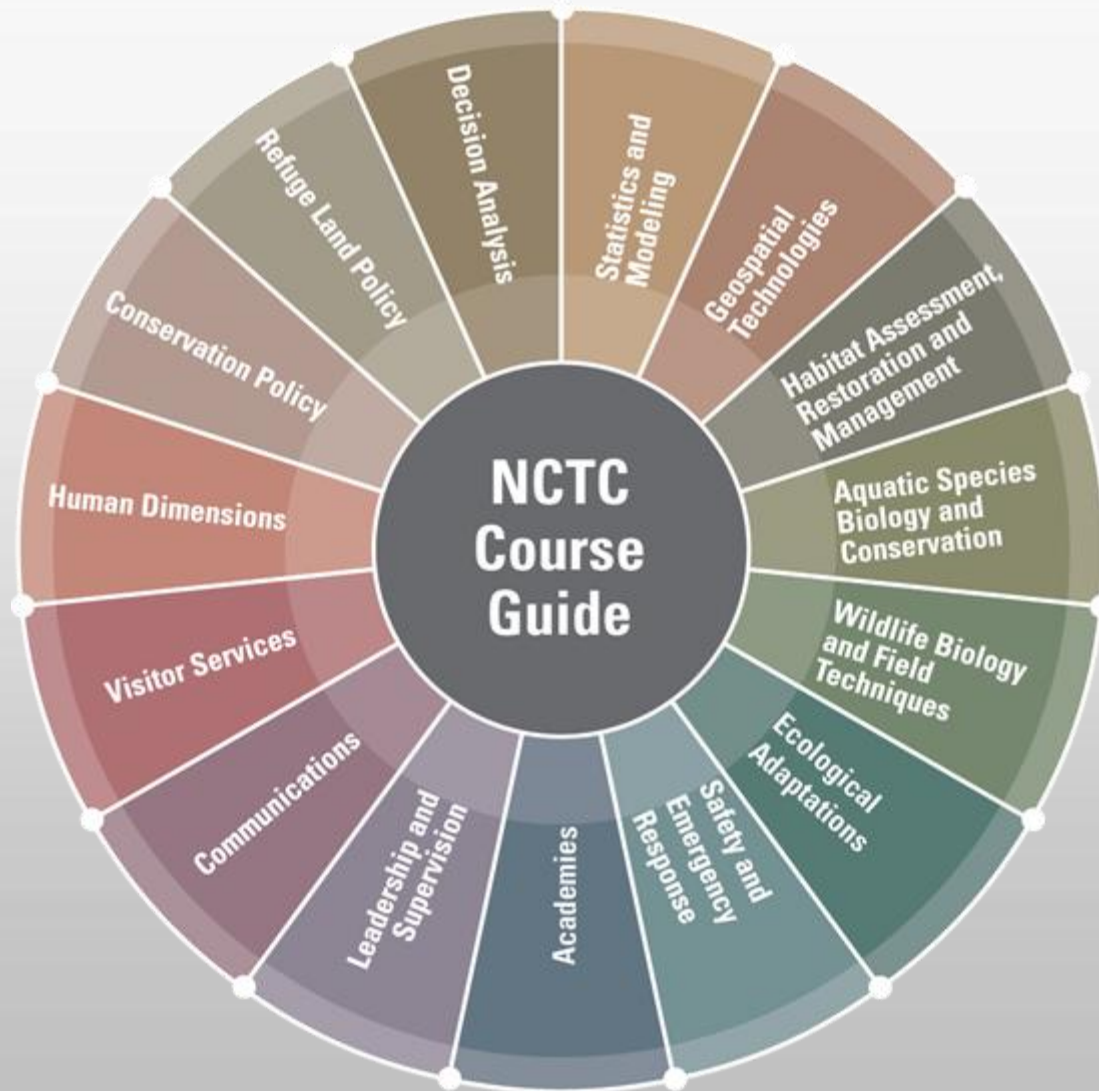 NCTC
Course
Guide
Decision Analysis
Statistics and
Modeling
Geospatial
Technologies
Habitat Assessment,
Restoration and
Management
Aquatic Species
Biology and
Conservation
Wildlife Biology
and Field
Techniques
Ecological
Adaptations
Safety and
Emergency
Response
Academies
Leadership and
Supervision
Communications
Visitor Services
Human Dimensions
Conservation Policy
Refuge Land Policy